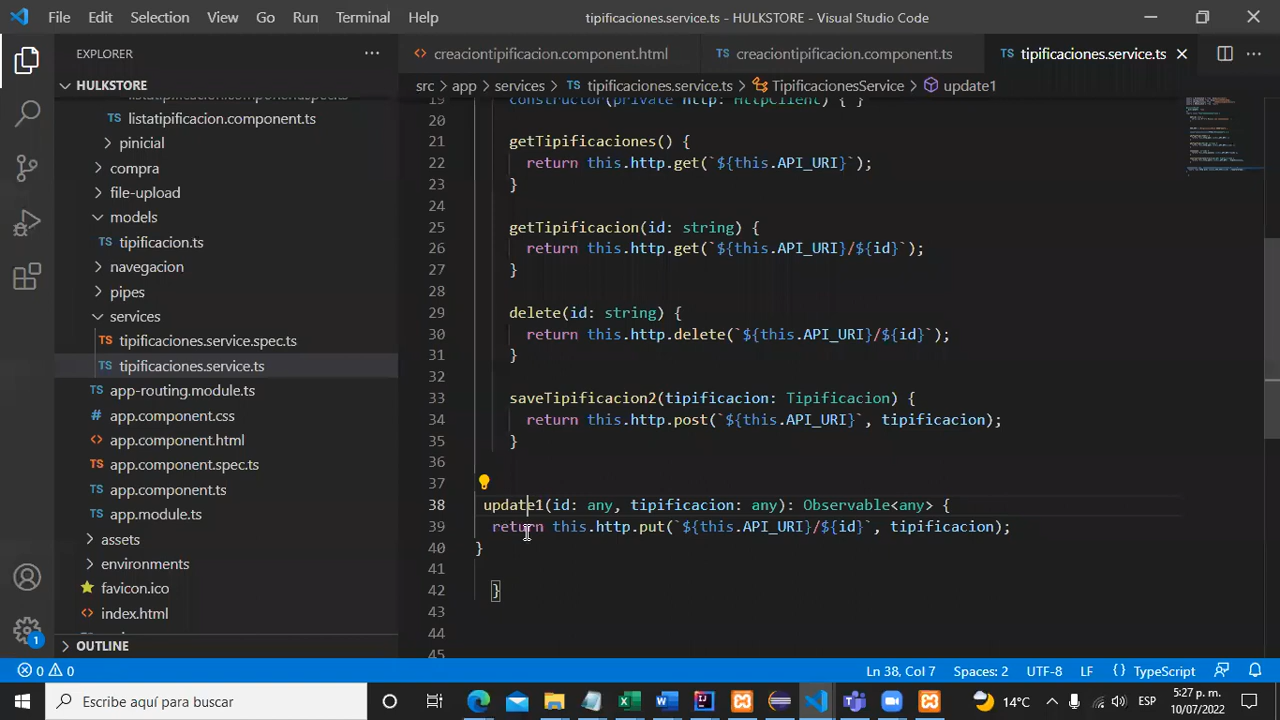 File Edit Selection View Go Run Terminal Help
tipificaciones.service.ts - HULKSTORE - Visual Studio Code
EXPLORER
HULKSTORE
listatipificacion.component.ts
pinicial
compra
file-upload
models
tipificacion.ts
navegacion
pipes
services
tipificaciones.service.spec.ts
tipificaciones.service.ts
app-routing.module.ts
app.component.css
app.component.html
app.component.spec.ts
app.component.ts
app.module.ts
assets
environments
favicon.ico
index.html
OUTLINE
creaciontipificacion.component.html
creaciontipificacion.component.ts
tipificaciones.service.ts
src > app > services > tipificaciones.service.ts > TipificacionesService > update1
19 constructor(private http: HttpClient) { }
20
21 getTipificaciones() {
22 return this.http.get(`${this.API_URI}`);
23 }
24
25 getTipificacion(id: string) {
26 return this.http.get(`${this.API_URI}/${id}`);
27 }
28
29 delete(id: string) {
30 return this.http.delete(`${this.API_URI}/${id}`);
31 }
32
33 saveTipificacion2(tipificacion: Tipificacion) {
34 return this.http.post(`${this.API_URI}`, tipificacion);
35 }
36
37
38 update1(id: any, tipificacion: any): Observable<any> {
39 return this.http.put(`${this.API_URI}/${id}`, tipificacion);
40 }
41
42 }
43
44
45
0 0
Ln 38, Col 7 Spaces: 2 UTF-8 LF {} TypeScript
1
Escribe aquí para buscar
14°C ESP 5:27 p. m.
10/07/2022